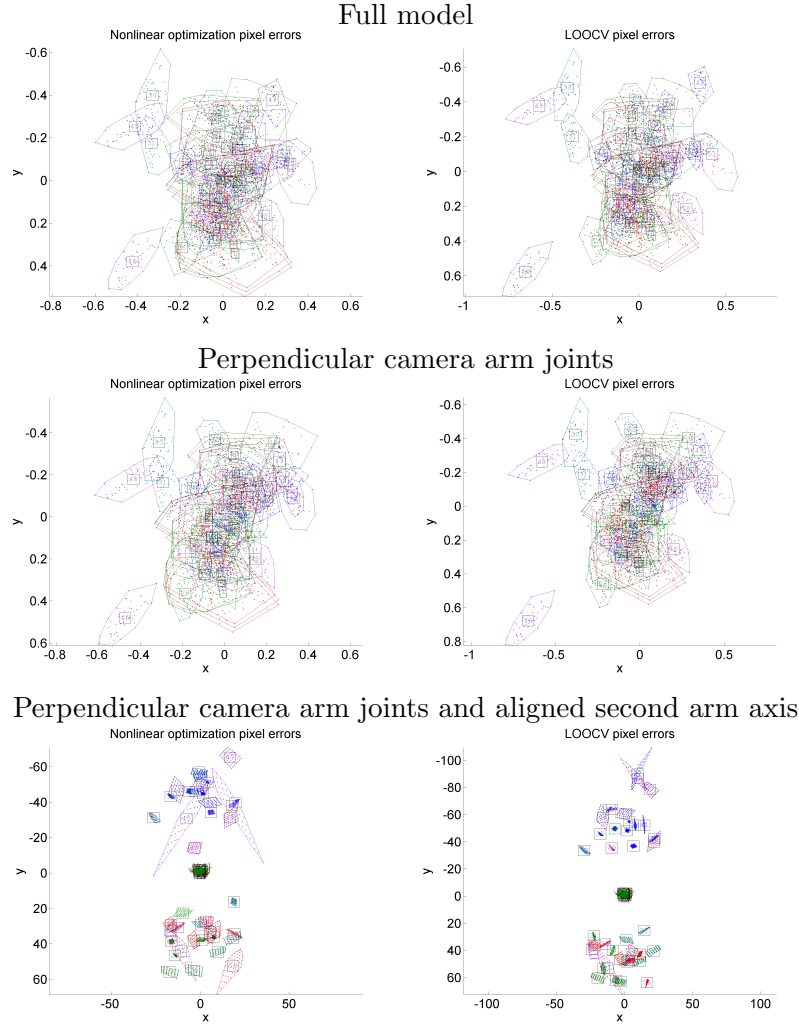 Full model
Nonlinear optimization pixel errors
LOOCV pixel errors
-0.6
-0.4
-0.2
0
0.2
0.4
y
-0.8 -0.6 -0.4 -0.2 0 0.2 0.4 0.6
x
-0.6
-0.4
-0.2
0
0.2
0.4
0.6
y
-1 -0.5 0 0.5
x
Perpendicular camera arm joints
Nonlinear optimization pixel errors
LOOCV pixel errors
-0.4
-0.2
0
0.2
0.4
0.6
y
-0.8 -0.6 -0.4 -0.2 0 0.2 0.4 0.6
x
-0.4
-0.2
0
0.2
0.4
0.6
0.8
y
-1 -0.5 0 0.5
x
Perpendicular camera arm joints and aligned second arm axis
Nonlinear optimization pixel errors
LOOCV pixel errors
-60
-40
-20
0
20
40
60
y
-50 0 50
x
-100
-80
-60
-40
-20
0
20
40
60
y
-100 -50 0 50 100
x